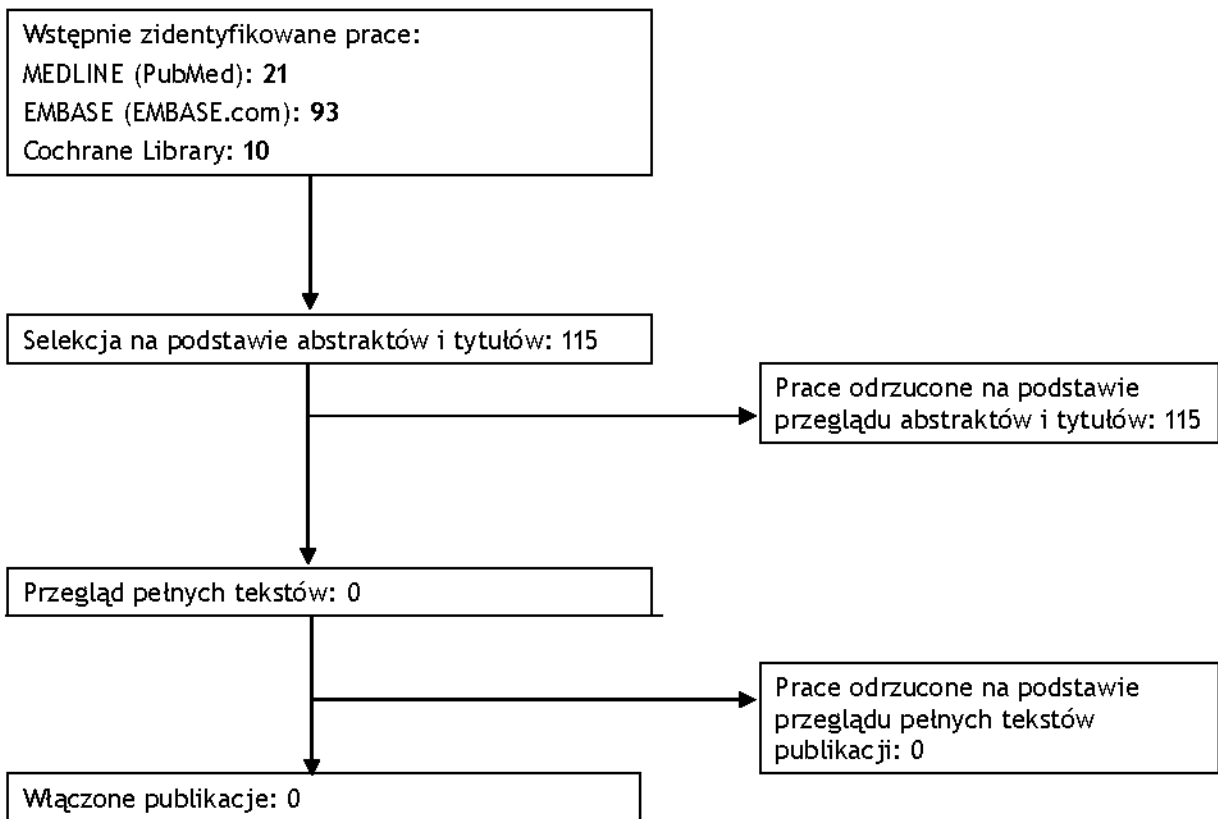 Wstępnie zidentyfikowane prace:
MEDLINE (PubMed): 21
EMBASE (EMBASE.com): 93
Cochrane Library: 10
Selekcja na podstawie abstraktów i tytułów: 115
Prace odrzucone na podstawie
przeglądu abstraktów i tytułów: 115
Przegląd pełnych tekstów: 0
Prace odrzucone na podstawie
przeglądu pełnych tekstów
publikacji: 0
Włączone publikacje: 0